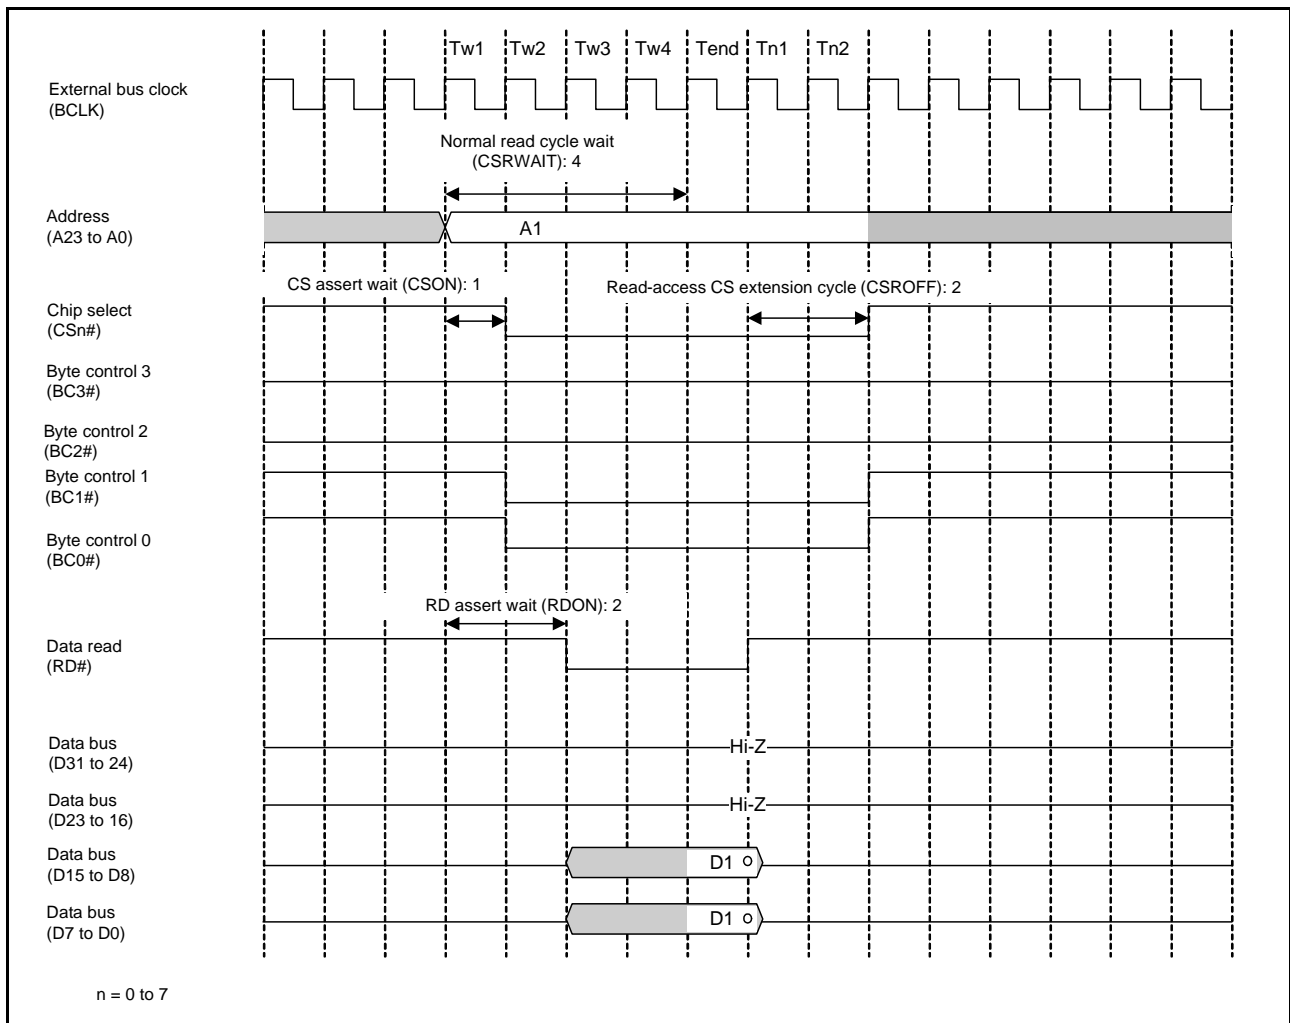 Tw1 Tw2 Tw3 Tw4 Tend Tn1 Tn2
External bus clock
(BCLK)
Normal read cycle wait
(CSRWAIT): 4
Address
(A23 to A0)
A1
CS assert wait (CSON): 1
Read-access CS extension cycle (CSROFF): 2
Chip select
(CSn#)
Byte control 3
(BC3#)
Byte control 2
(BC2#)
Byte control 1
(BC1#)
Byte control 0
(BC0#)
RD assert wait (RDON): 2
Data read
(RD#)
Data bus
(D31 to 24)
Hi-Z
Data bus
(D23 to 16)
Hi-Z
Data bus
(D15 to D8)
D1
Data bus
(D7 to D0)
D1
n = 0 to 7